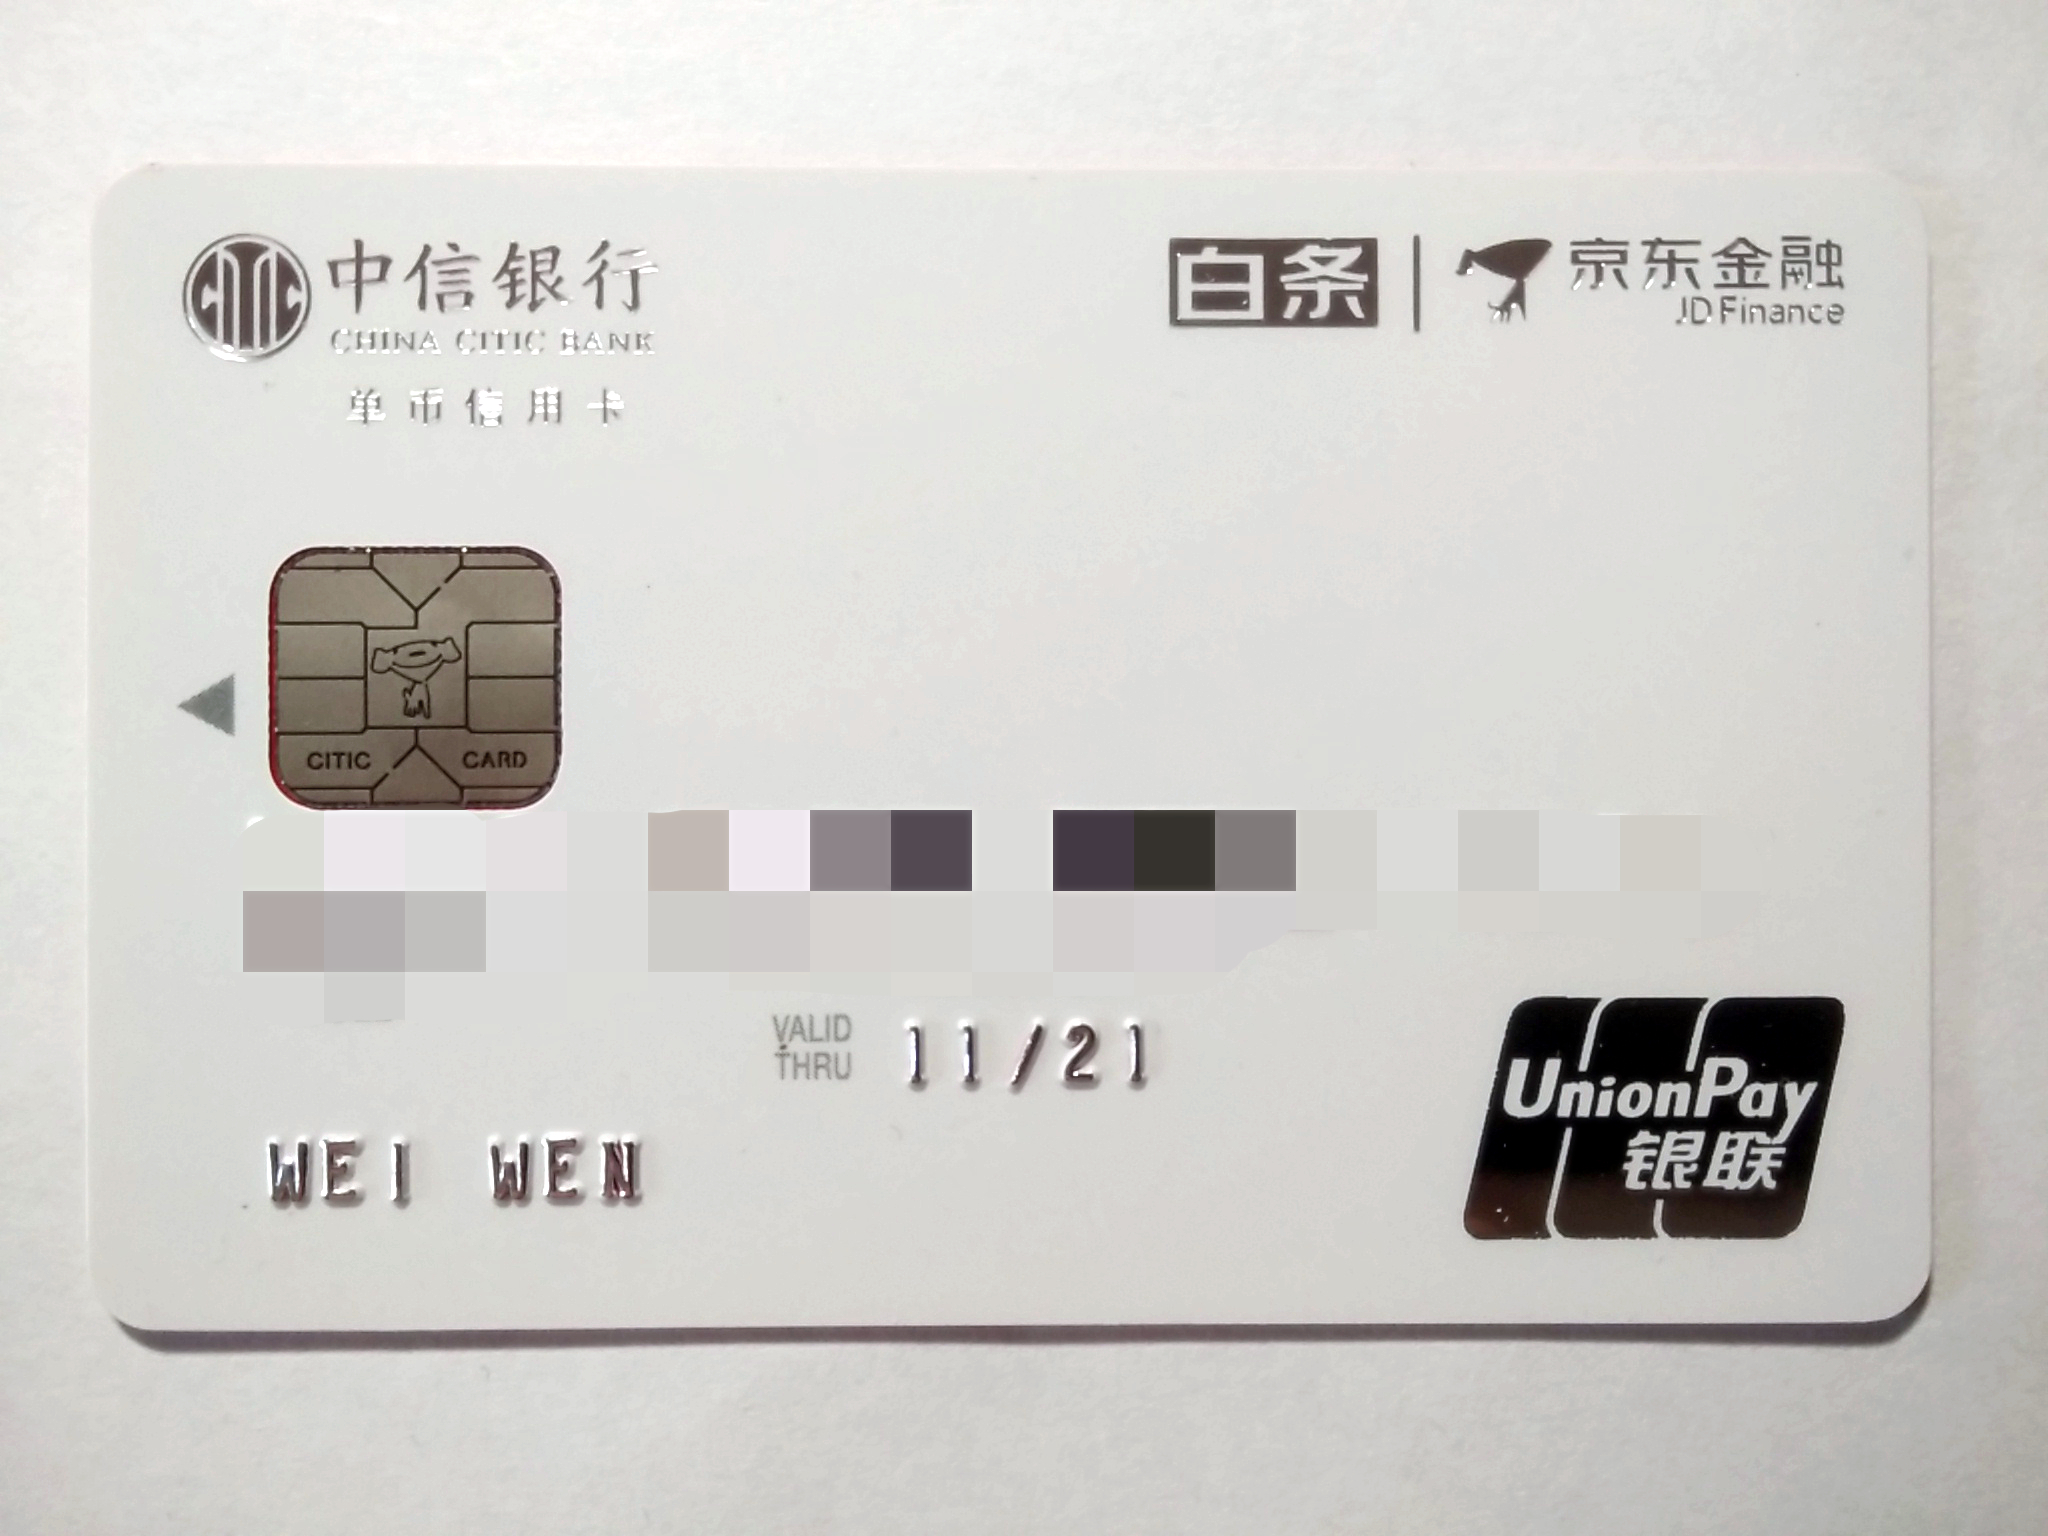 中信银行
CHINA CITIC BANK
单币信用卡
白条 | 京东金融
JD Finance
CITIC CARD
VALID THRU 11/21
WEI WEN
UnionPay
银联